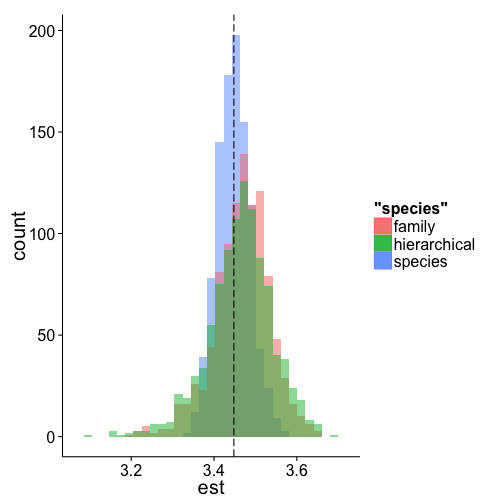 200
150
100
50
0
count
3.2 3.4 3.6
est
"species"
family
hierarchical
species